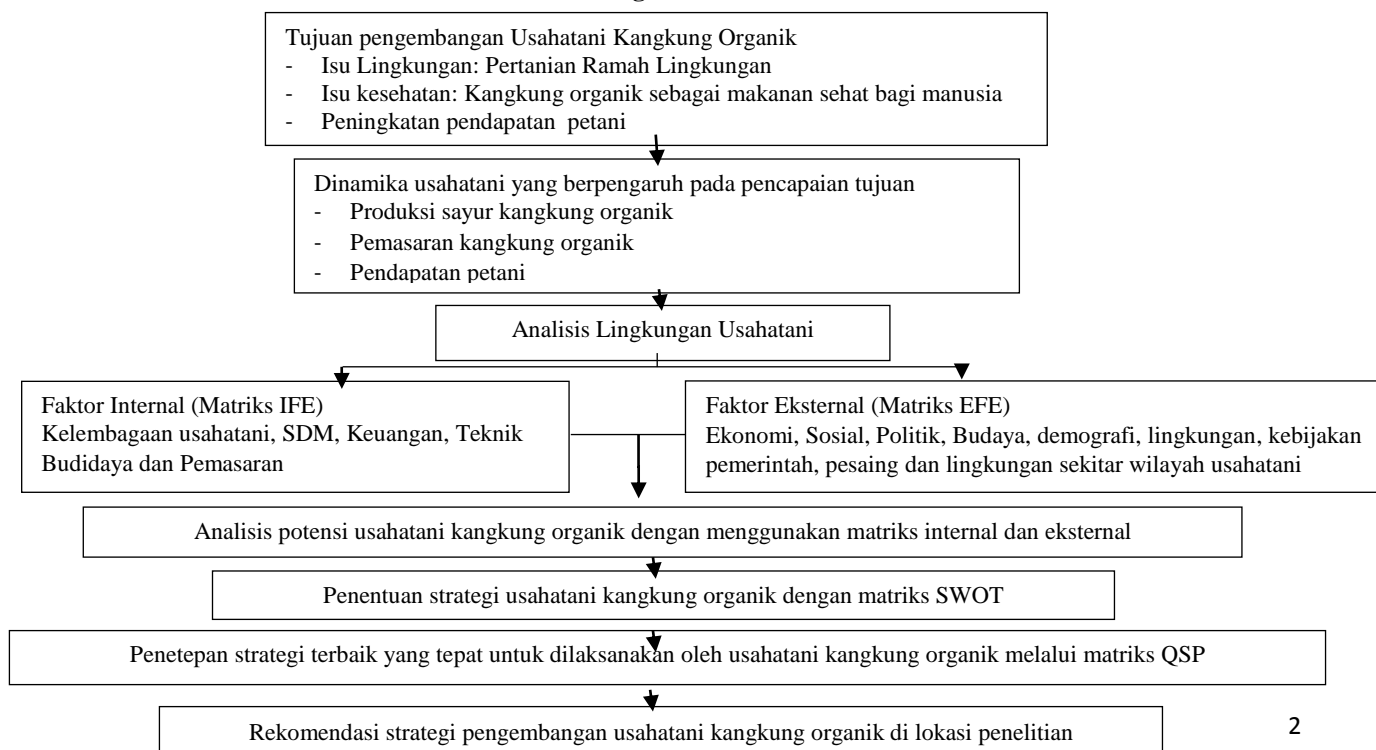 Tujuan pengembangan Usahatani Kangkung Organik
- Isu Lingkungan: Pertanian Ramah Lingkungan
- Isu kesehatan: Kangkung organik sebagai makanan sehat bagi manusia
- Peningkatan pendapatan petani
Dinamika usahatani yang berpengaruh pada pencapaian tujuan
- Produksi sayur kangkung organik
- Pemasaran kangkung organik
- Pendapatan petani
Analisis Lingkungan Usahatani
Faktor Internal (Matriks IFE)
Kelembagaan usahatani, SDM, Keuangan, Teknik
Budidaya dan Pemasaran
Faktor Eksternal (Matriks EFE)
Ekonomi, Sosial, Politik, Budaya, demografi, lingkungan, kebijakan
pemerintah, pesaing dan lingkungan sekitar wilayah usahatani
Analisis potensi usahatani kangkung organik dengan menggunakan matriks internal dan eksternal
Penentuan strategi usahatani kangkung organik dengan matriks SWOT
Penetepan strategi terbaik yang tepat untuk dilaksanakan oleh usahatani kangkung organik melalui matriks QSP
Rekomendasi strategi pengembangan usahatani kangkung organik di lokasi penelitian
2